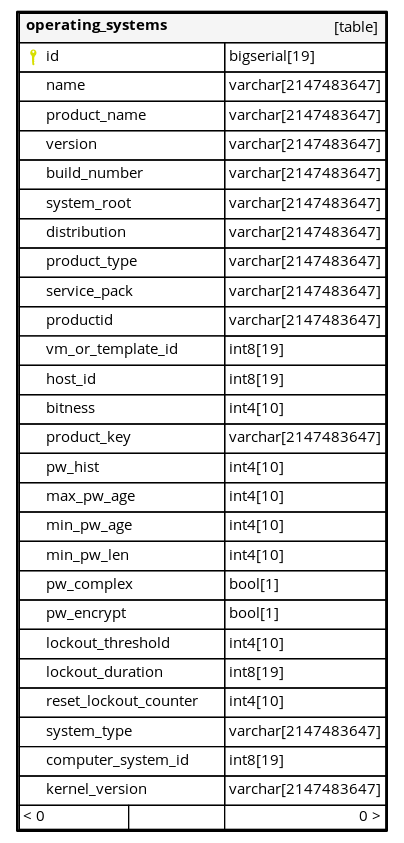 operating_systems [table]
id bigserial[19]
name varchar[2147483647]
product_name varchar[2147483647]
version varchar[2147483647]
build_number varchar[2147483647]
system_root varchar[2147483647]
distribution varchar[2147483647]
product_type varchar[2147483647]
service_pack varchar[2147483647]
productid varchar[2147483647]
vm_or_template_id int8[19]
host_id int8[19]
bitness int4[10]
product_key varchar[2147483647]
pw_hist int4[10]
max_pw_age int4[10]
min_pw_age int4[10]
min_pw_len int4[10]
pw_complex bool[1]
pw_encrypt bool[1]
lockout_threshold int4[10]
lockout_duration int8[19]
reset_lockout_counter int4[10]
system_type varchar[2147483647]
computer_system_id int8[19]
kernel_version varchar[2147483647]
< 0 0 >